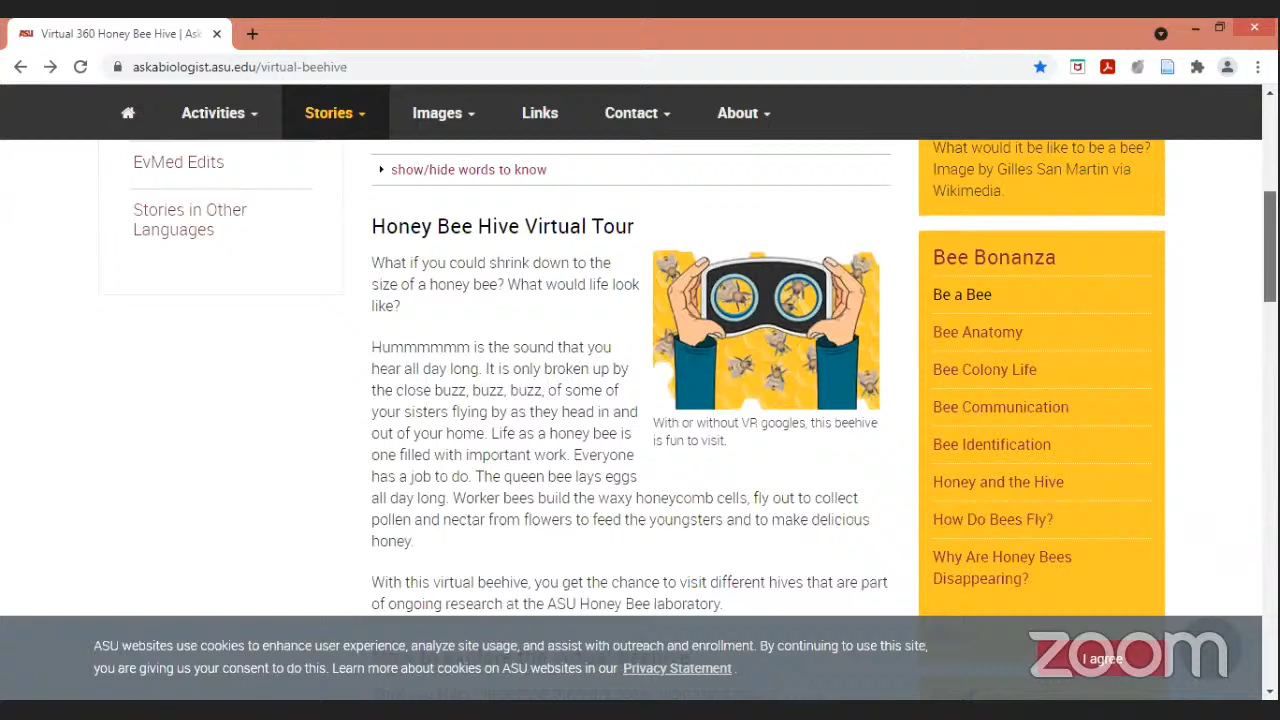 ASU Virtual 360 Honey Bee Hive | Ask
askabiologist.asu.edu/virtual-beehive
Activities Stories Images Links Contact About
EvMed Edits
Stories in Other
Languages
show/hide words to know
Honey Bee Hive Virtual Tour
What if you could shrink down to the
size of a honey bee? What would life look
like?
Hummmmmm is the sound that you
hear all day long. It is only broken up by
the close buzz, buzz, buzz, of some of
your sisters flying by as they head in and
out of your home. Life as a honey bee is
one filled with important work. Everyone
has a job to do. The queen bee lays eggs
all day long. Worker bees build the waxy honeycomb cells, fly out to collect
pollen and nectar from flowers to feed the youngsters and to make delicious
honey.
With or without VR googles, this beehive
is fun to visit.
With this virtual beehive, you get the chance to visit different hives that are part
of ongoing research at the ASU Honey Bee laboratory.
What would it be like to be a bee?
Image by Gilles San Martin via
Wikimedia.
Bee Bonanza
Be a Bee
Bee Anatomy
Bee Colony Life
Bee Communication
Bee Identification
Honey and the Hive
How Do Bees Fly?
Why Are Honey Bees
Disappearing?
ASU websites use cookies to enhance user experience, analyze site usage, and assist with outreach and enrollment. By continuing to use this site,
you are giving us your consent to do this. Learn more about cookies on ASU websites in our Privacy Statement.
I agree
zoom